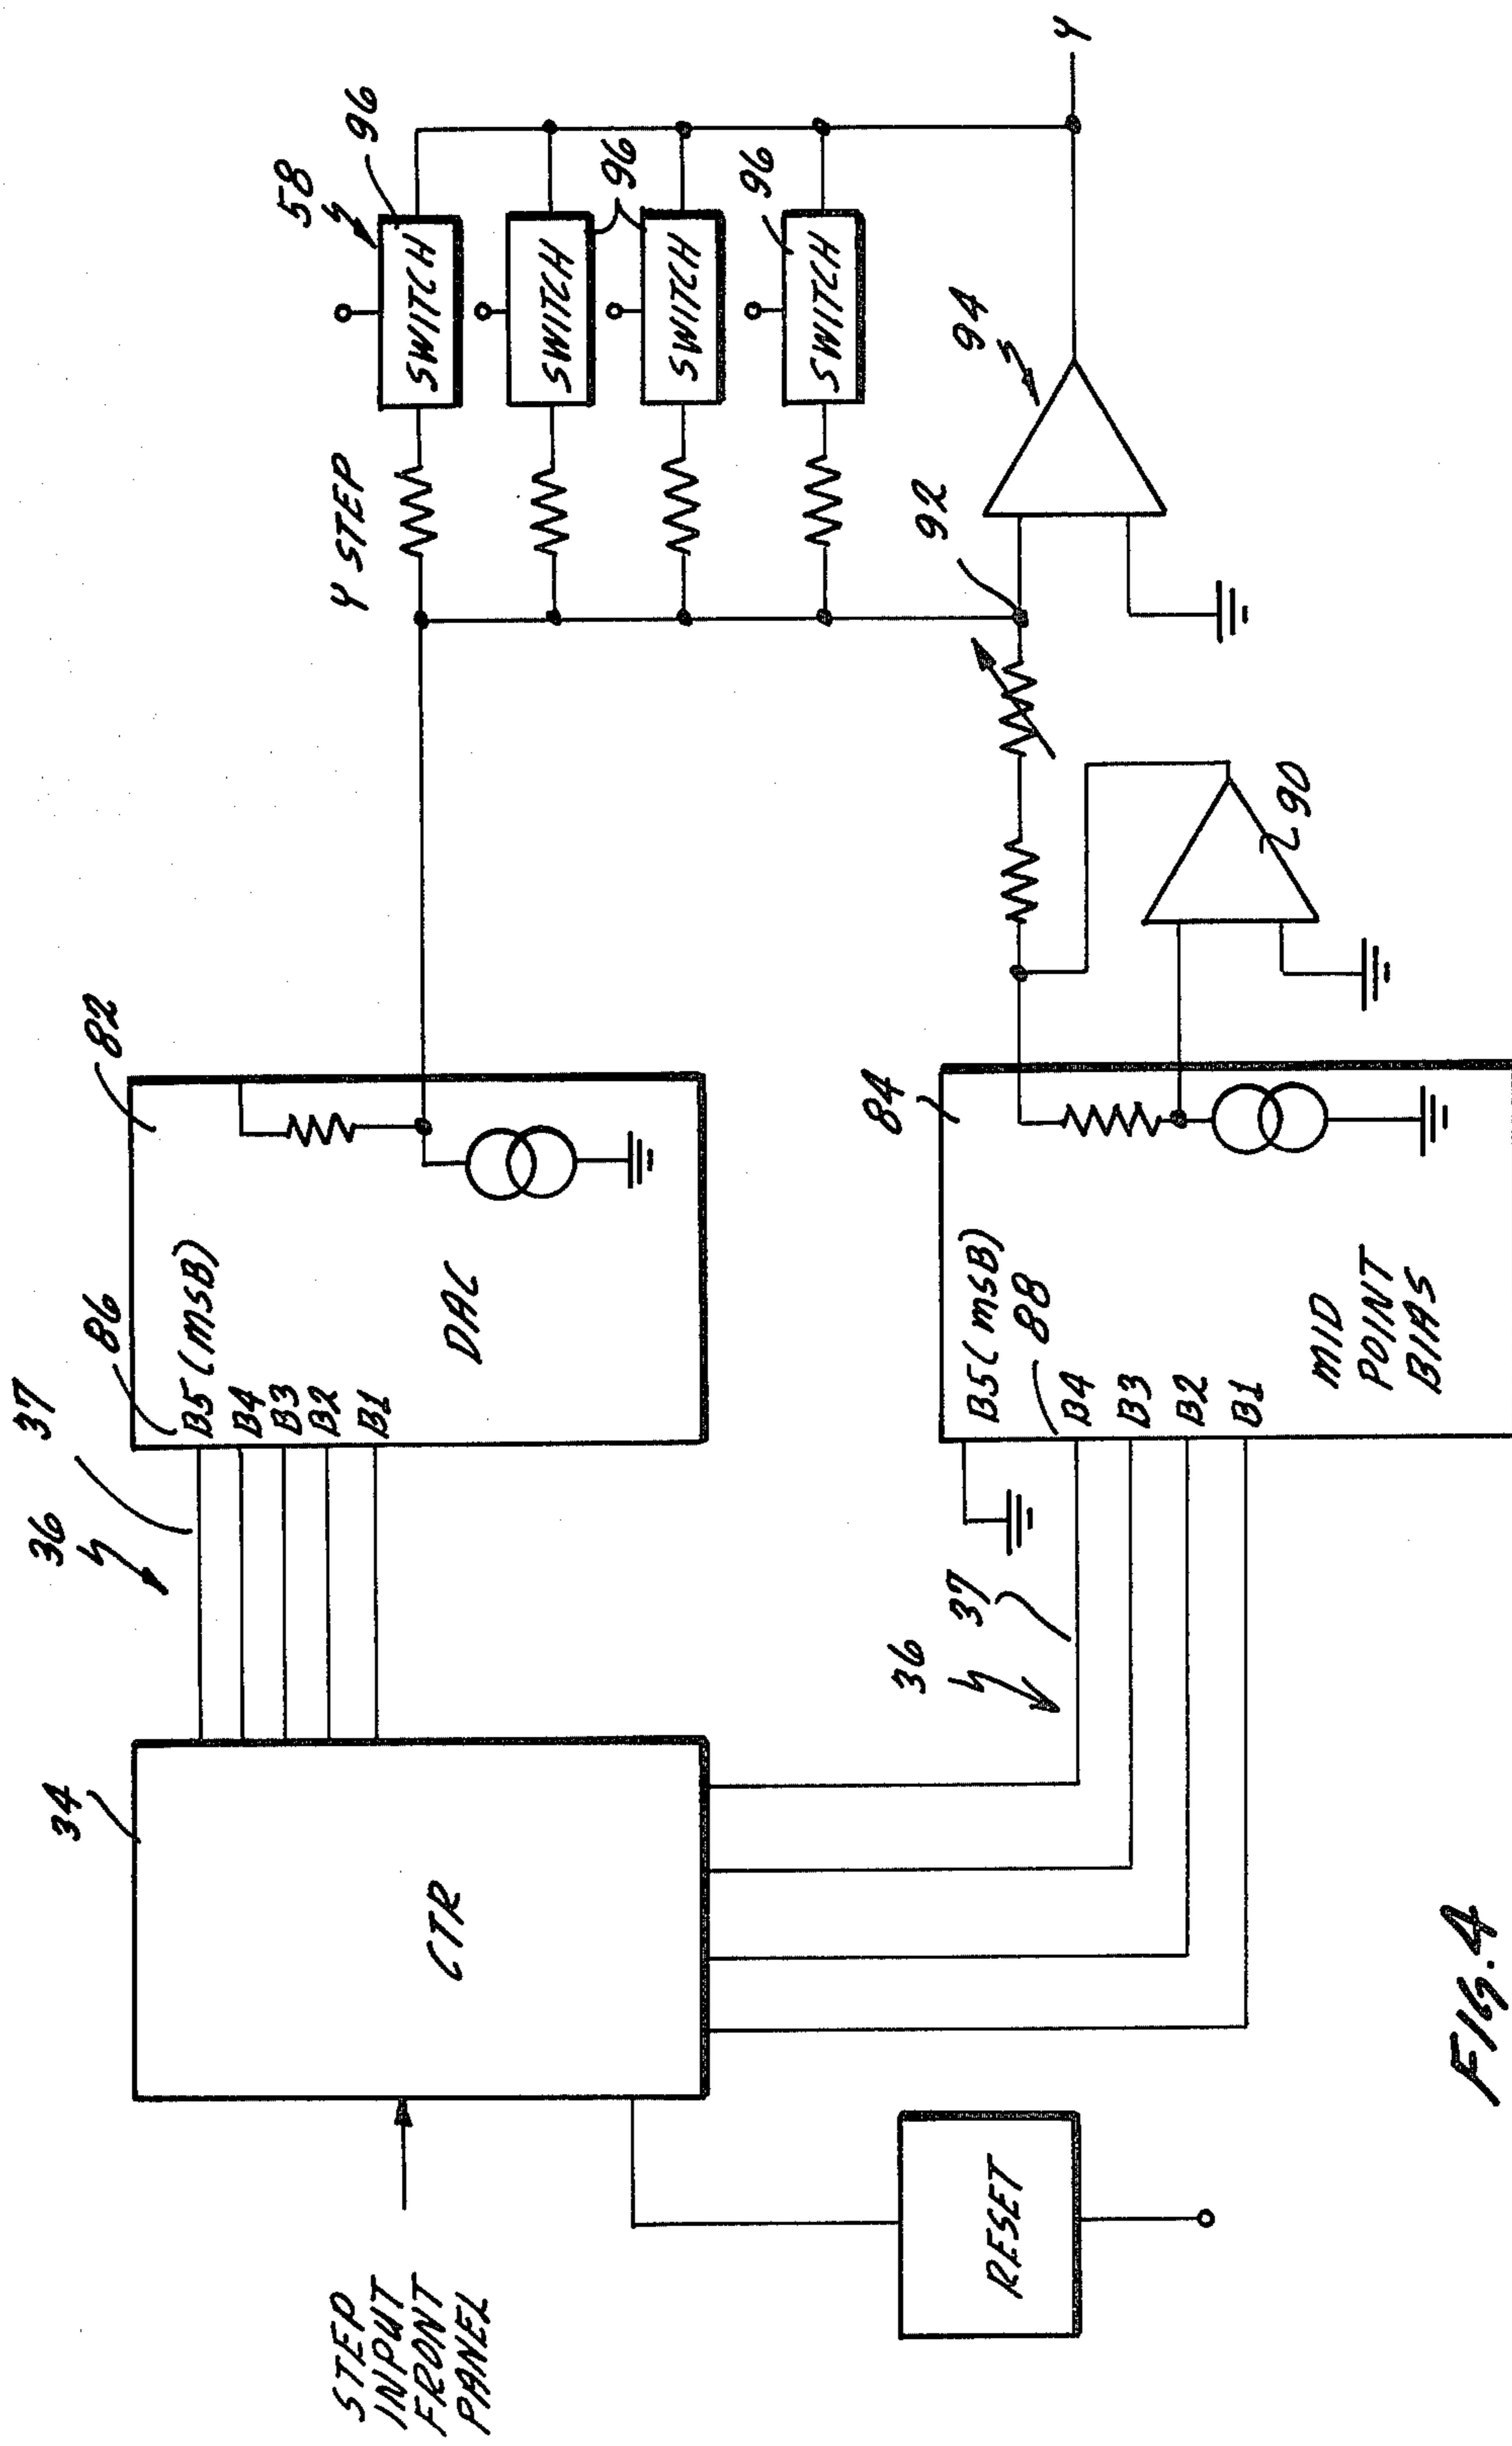 STEP
INPUT
FRONT
PANEL
34
CTR
RESET
36
37
86
B5(MSB)
B4
B3
B2
B1
DAC
82
36
37
84
B5(MSB)
88
B4
B3
B2
B1
MID
POINT
BIAS
90
92
94
Y STEP
58
96
SWITCH
SWITCH
96
SWITCH
96
SWITCH
Y
FIG.4